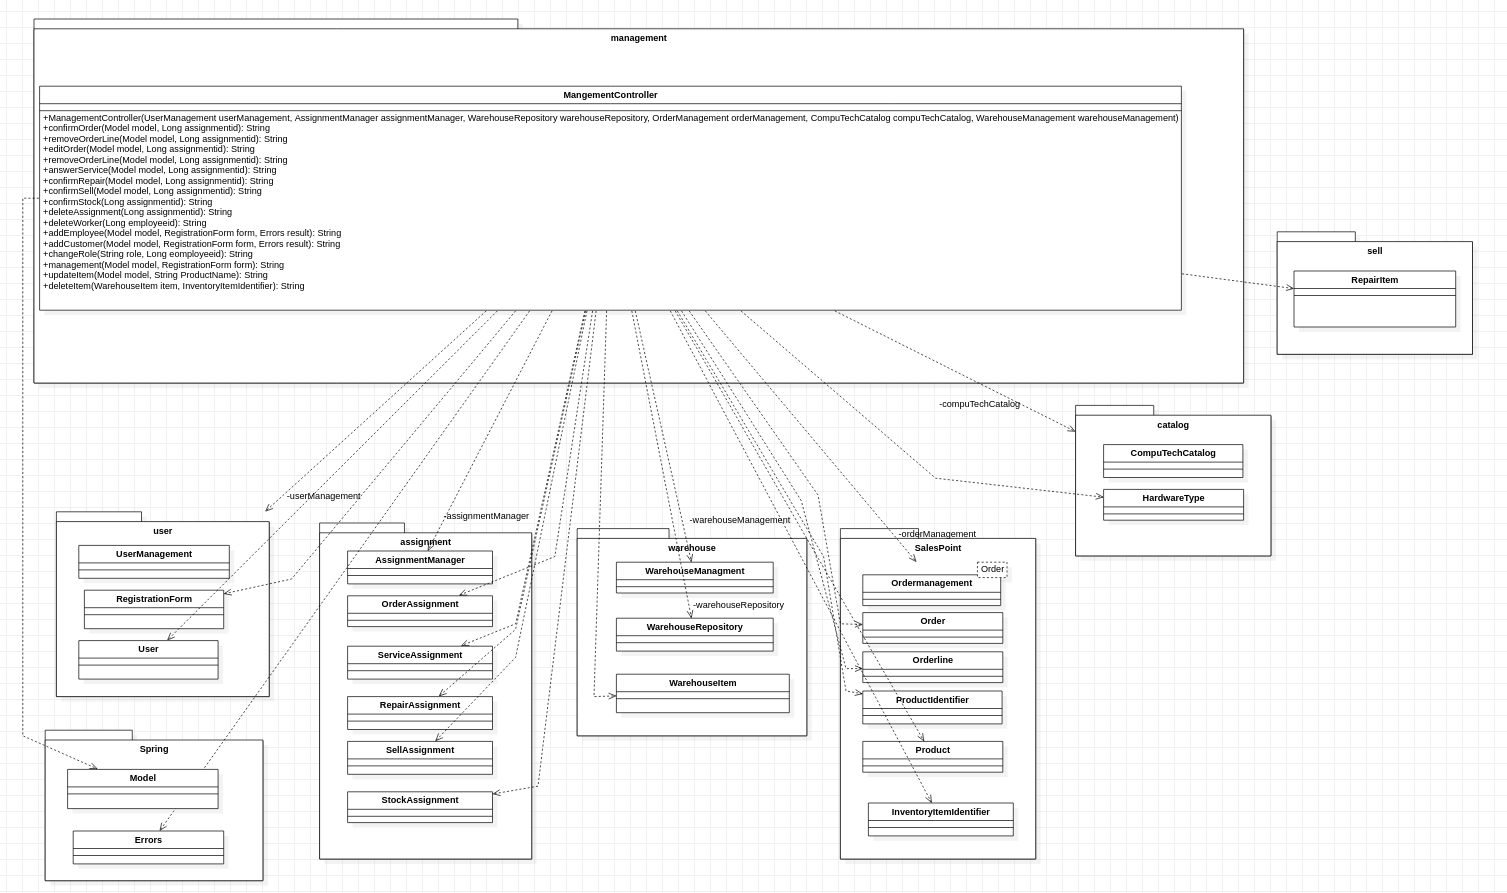 management
MangementController
+ManagementController(UserManagement userManagement, AssignmentManager assignmentManager, WarehouseRepository warehouseRepository, OrderManagement orderManagement, CompuTechCatalog compuTechCatalog, WarehouseManagement warehouseManagement)
+confirmOrder(Model model, Long assignmentid): String
+removeOrderLine(Model model, Long assignmentid): String
+editOrder(Model model, Long assignmentid): String
+removeOrderLine(Model model, Long assignmentid): String
+answerService(Model model, Long assignmentid): String
+confirmRepair(Model model, Long assignmentid): String
+confirmSell(Model model, Long assignmentid): String
+confirmStock(Long assignmentid): String
+deleteAssignment(Long assignmentid): String
+deleteWorker(Long employeeid): String
+addEmployee(Model model, RegistrationForm form, Errors result): String
+addCustomer(Model model, RegistrationForm form, Errors result): String
+changeRole(String role, Long eomployeeid): String
+management(Model model, RegistrationForm form): String
+updateItem(Model model, String ProductName): String
+deleteItem(WarehouseItem item, InventoryItemIdentifier): String
sell
RepairItem
-compuTechCatalog
catalog
CompuTechCatalog
HardwareType
-userManagement
user
UserManagement
RegistrationForm
User
Spring
Model
Errors
-assignmentManager
assignment
AssignmentManager
OrderAssignment
ServiceAssignment
RepairAssignment
SellAssignment
StockAssignment
-warehouseManagement
warehouse
WarehouseManagment
-warehouseRepository
WarehouseRepository
WarehouseItem
-orderManagement
SalesPoint
Order
Ordermanagement
Order
Orderline
ProductIdentifier
Product
InventoryItemIdentifier